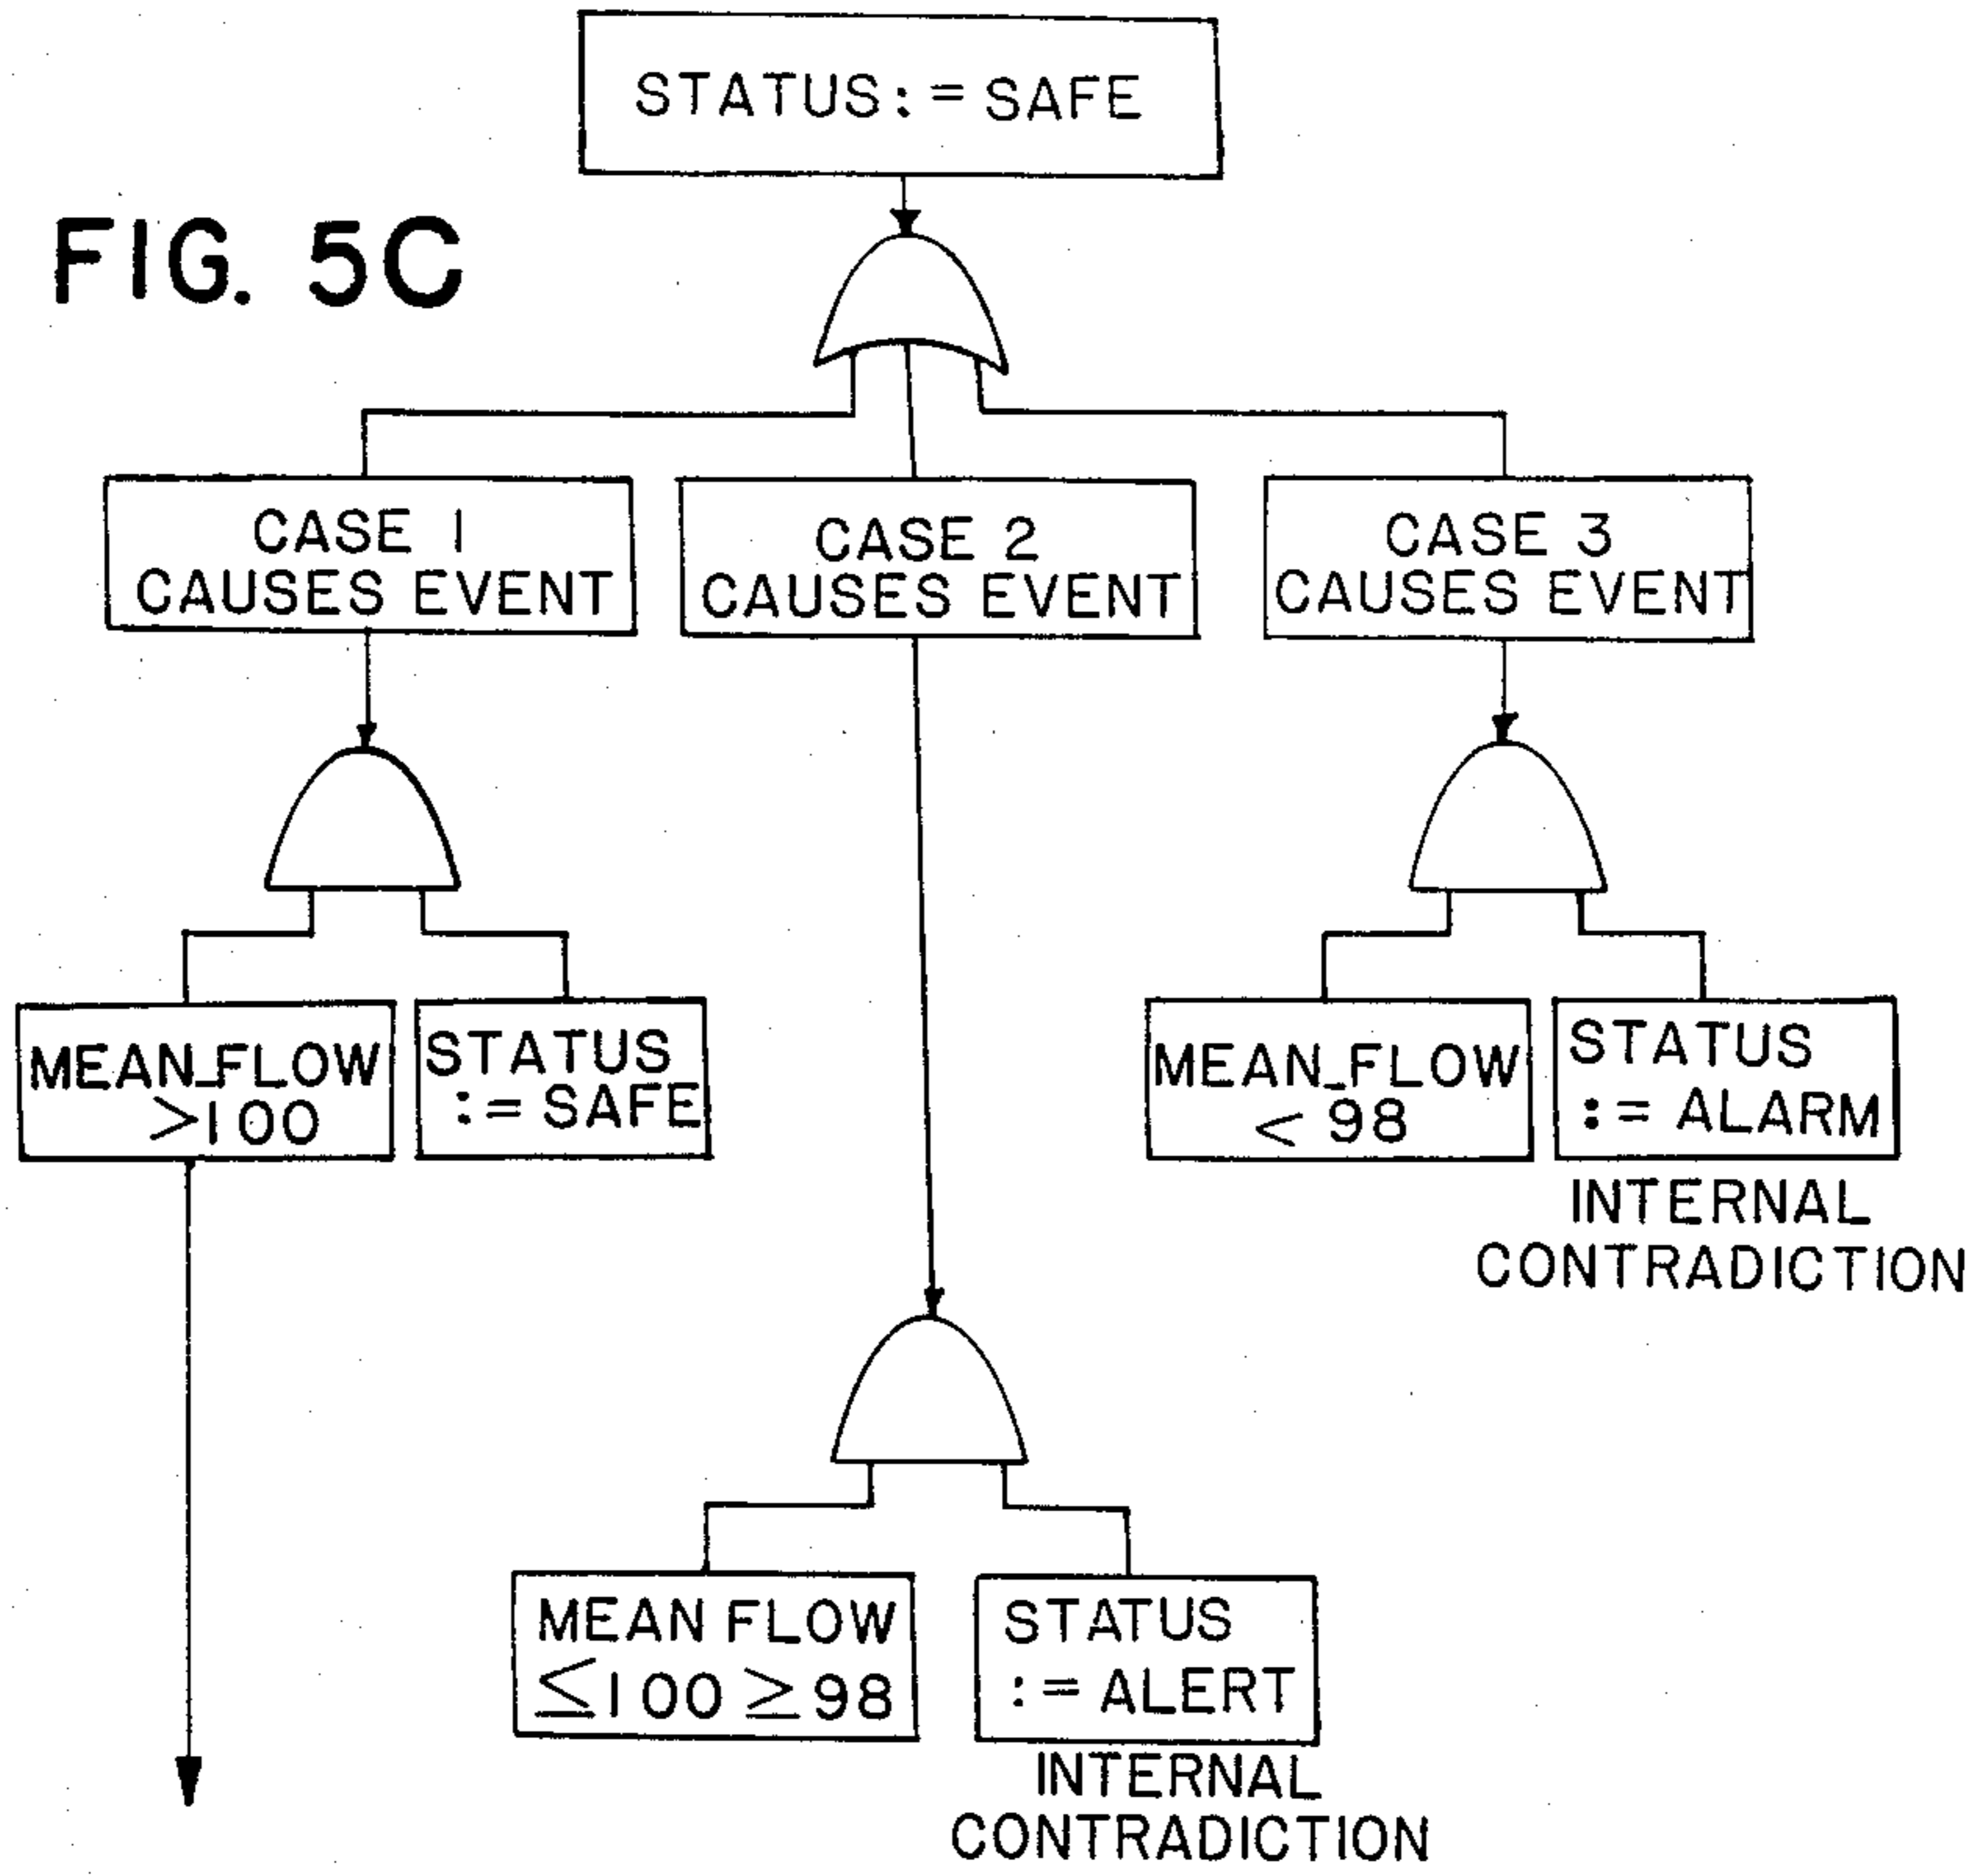 STATUS:=SAFE
FIG. 5C
CASE 1
CAUSES EVENT
CASE 2
CAUSES EVENT
CASE 3
CAUSES EVENT
MEAN_FLOW
>100
STATUS
:=SAFE
MEAN_FLOW
< 98
STATUS
:= ALARM
INTERNAL
CONTRADICTION
MEAN FLOW
≤100 ≥98
STATUS
:= ALERT
INTERNAL
CONTRADICTION